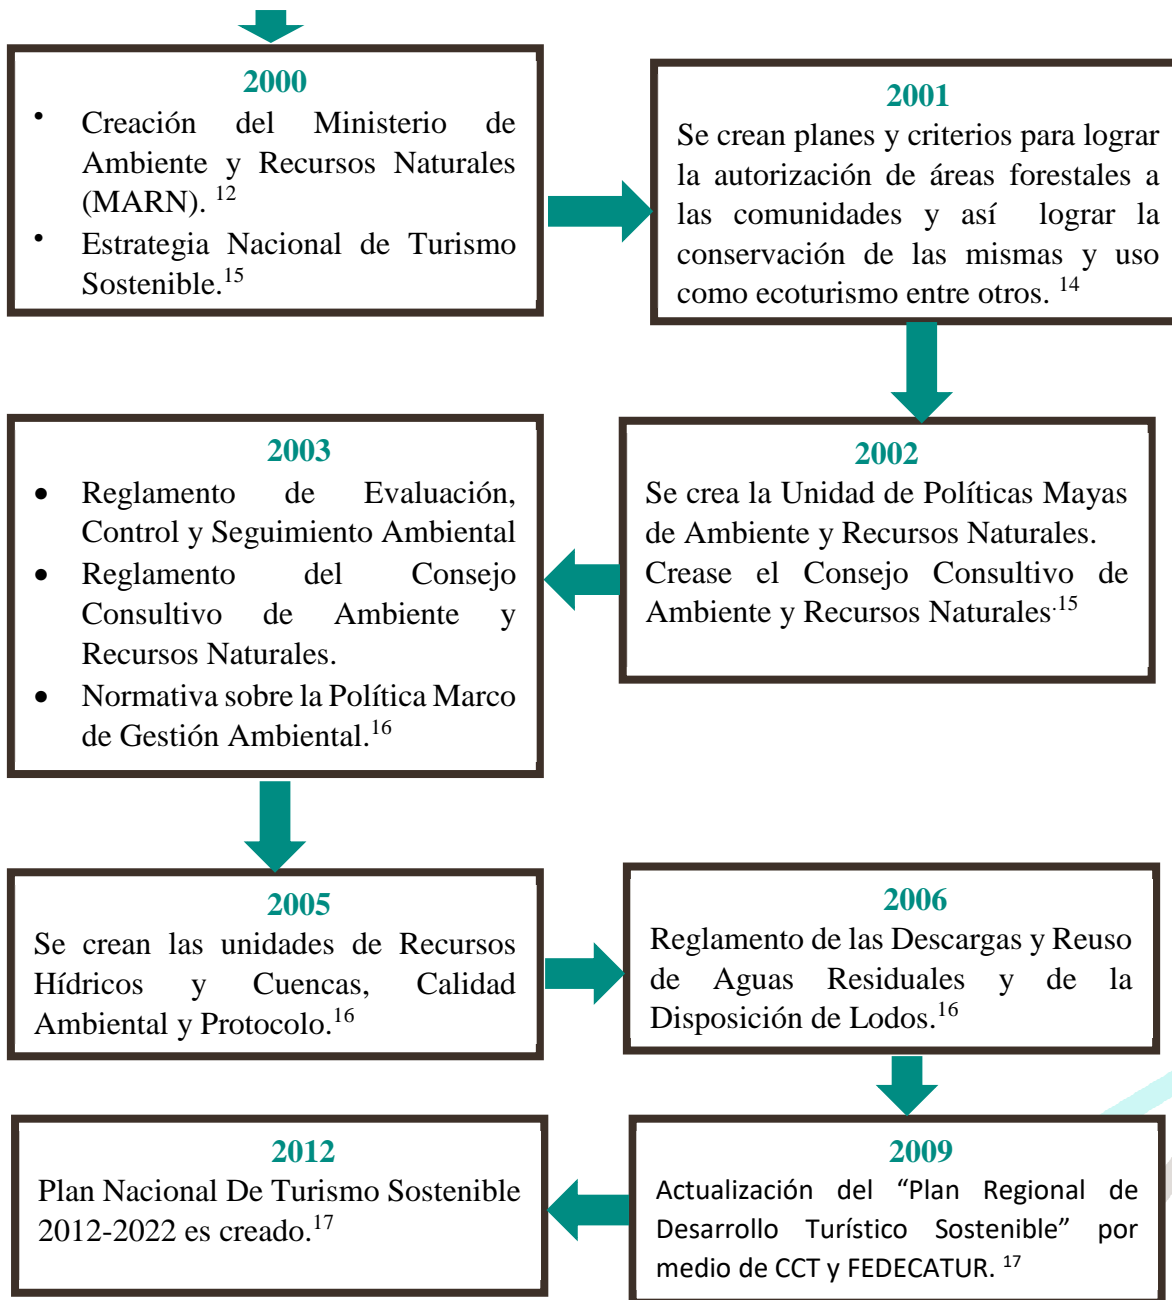 2000
• Creación del Ministerio de
Ambiente y Recursos Naturales
(MARN). 12
• Estrategia Nacional de Turismo
Sostenible.15
2001
Se crean planes y criterios para lograr
la autorización de áreas forestales a
las comunidades y así lograr la
conservación de las mismas y uso
como ecoturismo entre otros. 14
2002
Se crea la Unidad de Políticas Mayas
de Ambiente y Recursos Naturales.
Crease el Consejo Consultivo de
Ambiente y Recursos Naturales.15
2003
• Reglamento de Evaluación,
Control y Seguimiento Ambiental
• Reglamento del Consejo
Consultivo de Ambiente y
Recursos Naturales.
• Normativa sobre la Política Marco
de Gestión Ambiental.16
2005
Se crean las unidades de Recursos
Hídricos y Cuencas, Calidad
Ambiental y Protocolo.16
2006
Reglamento de las Descargas y Reuso
de Aguas Residuales y de la
Disposición de Lodos.16
2009
Actualización del “Plan Regional de
Desarrollo Turístico Sostenible” por
medio de CCT y FEDECATUR. 17
2012
Plan Nacional De Turismo Sostenible
2012-2022 es creado.17